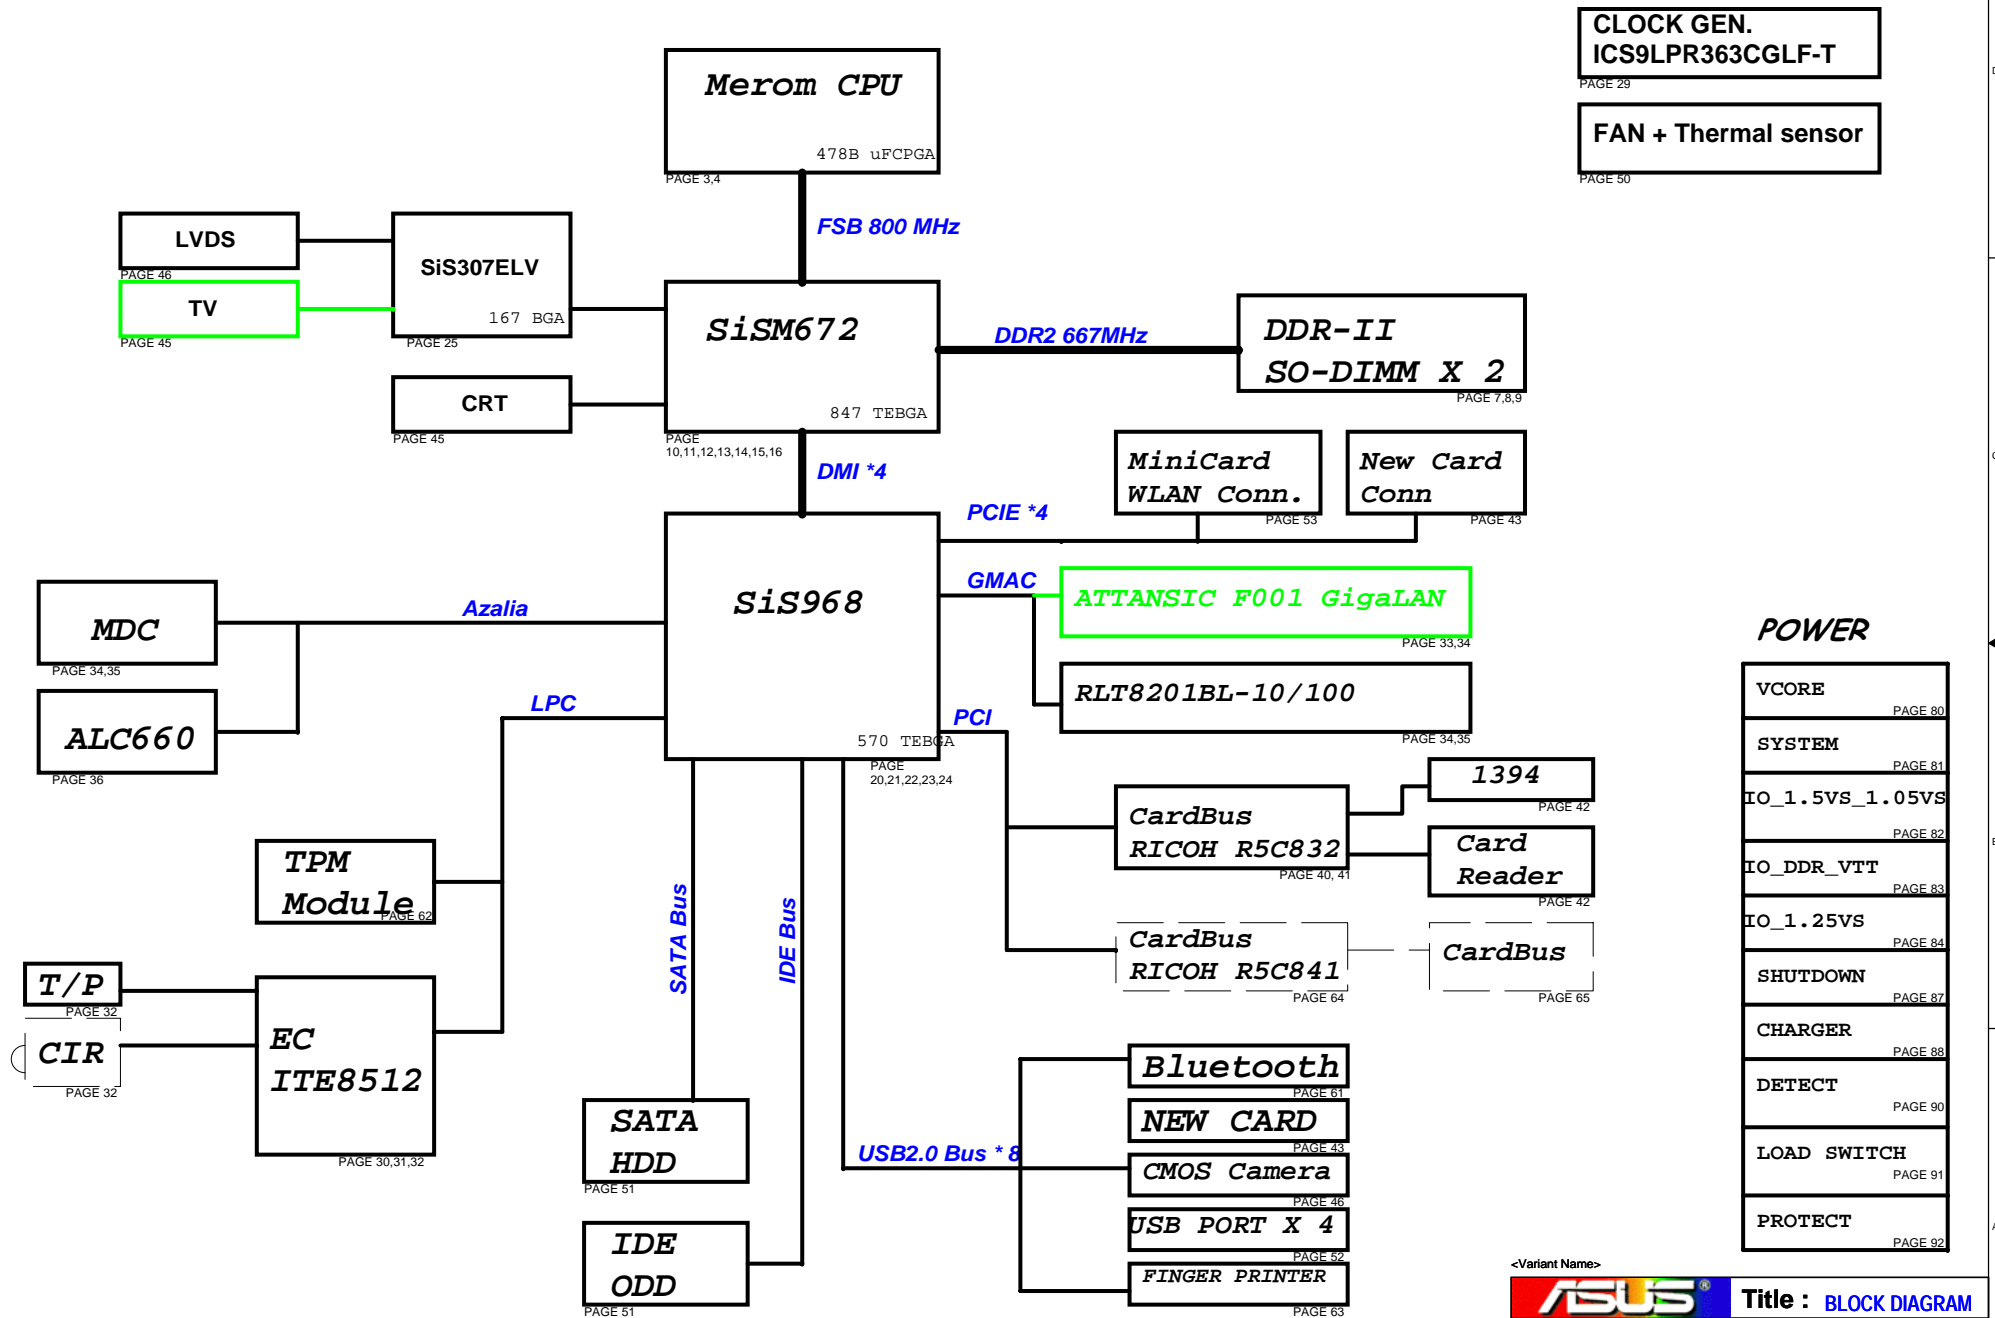 CLOCK GEN.
ICS9LPR363CGLF-T
PAGE 29
FAN + Thermal sensor
PAGE 50
Merom CPU
478B uFCPGA
PAGE 3,4
FSB 800 MHz
LVDS
PAGE 46
TV
PAGE 45
SiS307ELV
167 BGA
PAGE 25
CRT
PAGE 45
SiSM672
847 TEBGA
PAGE
10,11,12,13,14,15,16
DDR2 667MHz
DDR-II
SO-DIMM X 2
PAGE 7,8,9
DMI *4
MiniCard
WLAN Conn.
PAGE 53
New Card
Conn
PAGE 43
PCIE *4
GMAC
ATTANSIC F001 GigaLAN
PAGE 33,34
RLT8201BL-10/100
PAGE 34,35
SiS968
570 TEBGA
PAGE
20,21,22,23,24
PCI
Azalia
MDC
PAGE 34,35
ALC660
PAGE 36
LPC
TPM
Module
PAGE 62
T/P
PAGE 32
CIR
PAGE 32
EC
ITE8512
PAGE 30,31,32
SATA Bus
IDE Bus
SATA
HDD
PAGE 51
IDE
ODD
PAGE 51
CardBus
RICOH R5C832
PAGE 40, 41
1394
PAGE 42
Card
Reader
PAGE 42
CardBus
RICOH R5C841
PAGE 64
CardBus
PAGE 65
USB2.0 Bus * 8
Bluetooth
PAGE 61
NEW CARD
PAGE 43
CMOS Camera
PAGE 46
USB PORT X 4
PAGE 52
FINGER PRINTER
PAGE 63
POWER
VCORE
PAGE 80
SYSTEM
PAGE 81
IO_1.5VS_1.05VS
PAGE 82
IO_DDR_VTT
PAGE 83
IO_1.25VS
PAGE 84
SHUTDOWN
PAGE 87
CHARGER
PAGE 88
DETECT
PAGE 90
LOAD SWITCH
PAGE 91
PROTECT
PAGE 92
<Variant Name>
ASUS®
Title : BLOCK DIAGRAM